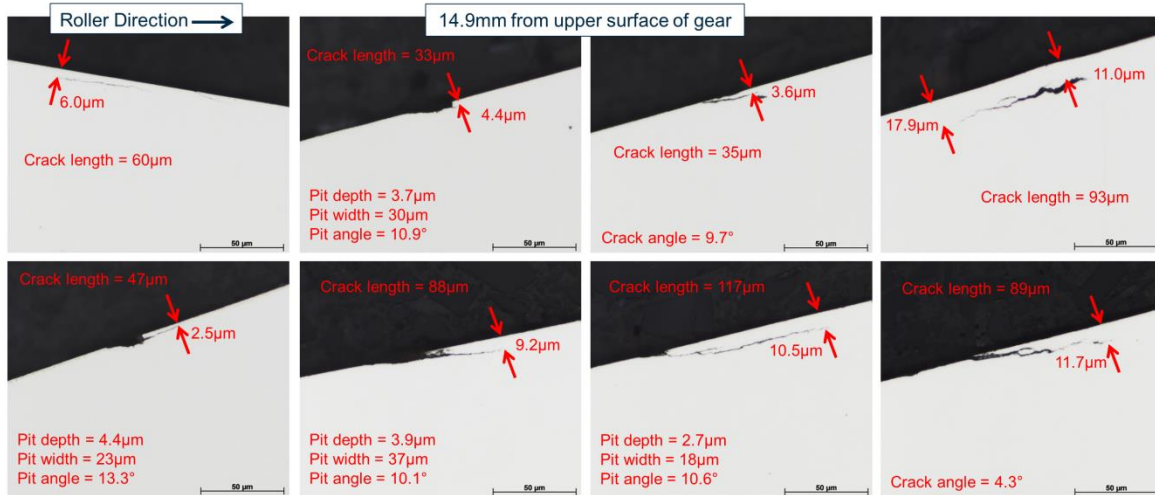 Roller Direction
14.9mm from upper surface of gear
6.0µm
Crack length = 60µm
50 µm
Crack length = 33µm
4.4µm
Pit depth = 3.7µm
Pit width = 30µm
Pit angle = 10.9°
50 µm
3.6µm
Crack length = 35µm
Crack angle = 9.7°
50 µm
11.0µm
17.9µm
Crack length = 93µm
50 µm
Crack length = 47µm
2.5µm
Pit depth = 4.4µm
Pit width = 23µm
Pit angle = 13.3°
50 µm
Crack length = 88µm
9.2µm
Pit depth = 3.9µm
Pit width = 37µm
Pit angle = 10.1°
50 µm
Crack length = 117µm
10.5µm
Pit depth = 2.7µm
Pit width = 18µm
Pit angle = 10.6°
50 µm
Crack length = 89µm
11.7µm
Crack angle = 4.3°
50 µm